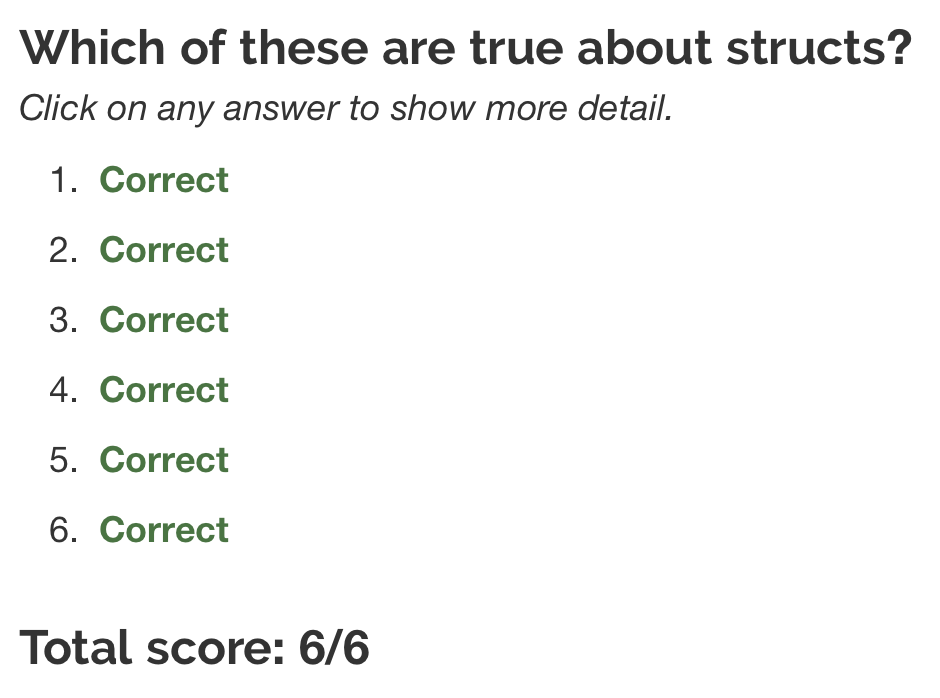 Which of these are true about structs?
Click on any answer to show more detail.
1. Correct
2. Correct
3. Correct
4. Correct
5. Correct
6. Correct
Total score: 6/6